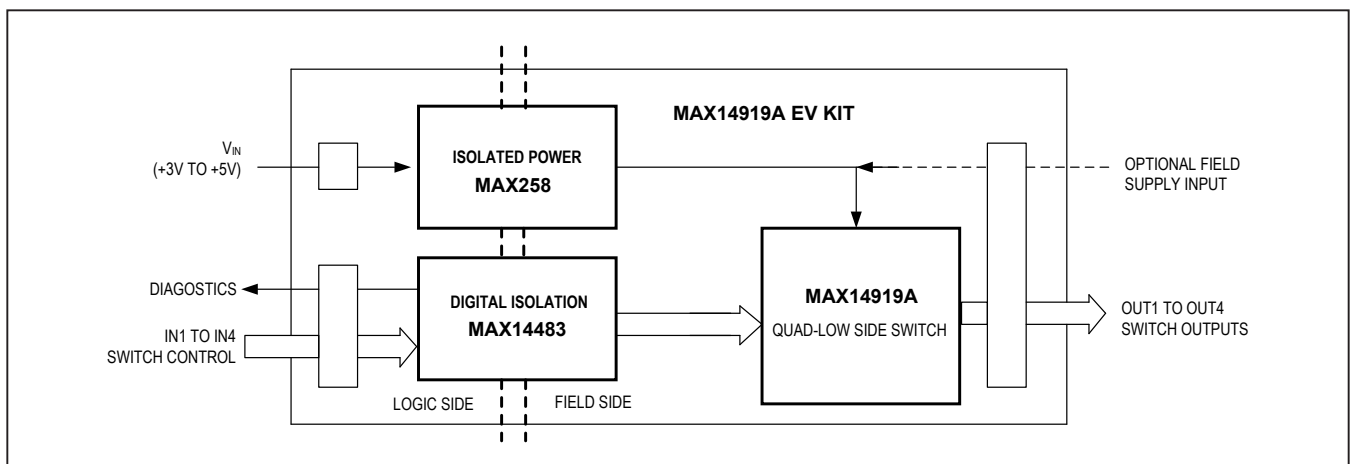 MAX14919A EV KIT
V_IN
(+3V TO +5V)
ISOLATED POWER
MAX258
OPTIONAL FIELD
SUPPLY INPUT
DIAGOSTICS
IN1 TO IN4
SWITCH CONTROL
DIGITAL ISOLATION
MAX14483
MAX14919A
QUAD-LOW SIDE SWITCH
OUT1 TO OUT4
SWITCH OUTPUTS
LOGIC SIDE
FIELD SIDE